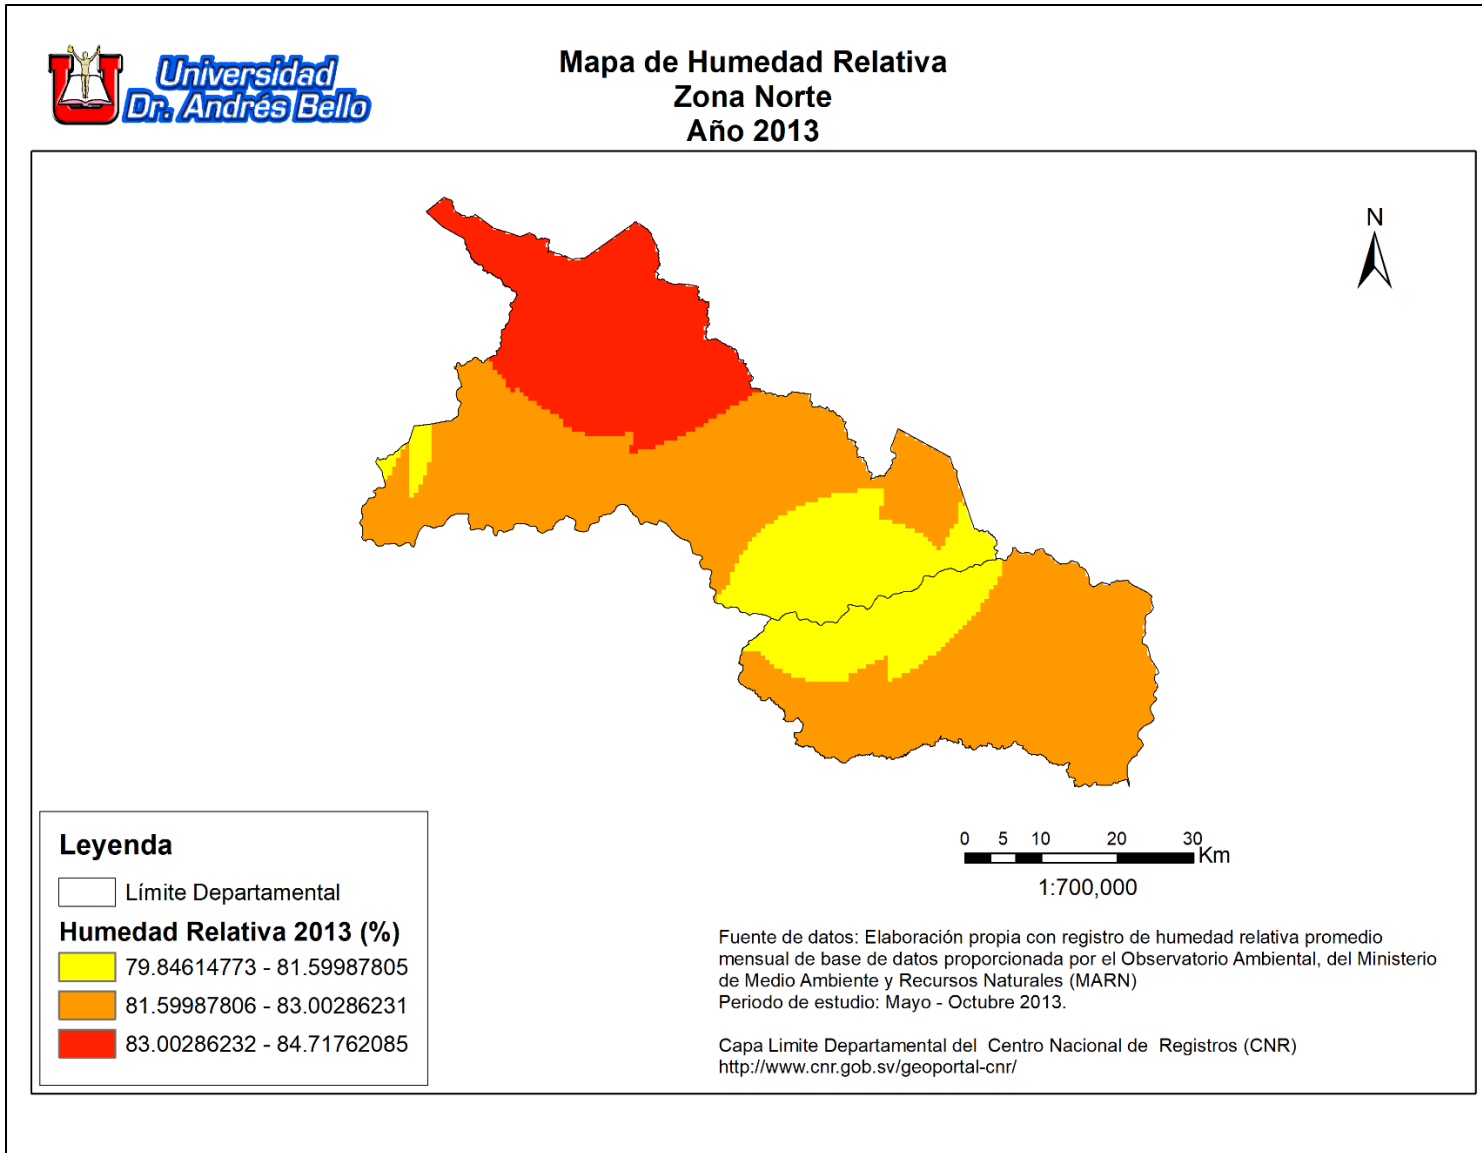 Universidad
Dr. Andrés Bello
Mapa de Humedad Relativa
Zona Norte
Año 2013
N
0 5 10 20 30
Km
1:700,000
Leyenda
Límite Departamental
Humedad Relativa 2013 (%)
79.84614773 - 81.59987805
81.59987806 - 83.00286231
83.00286232 - 84.71762085
Fuente de datos: Elaboración propia con registro de humedad relativa promedio
mensual de base de datos proporcionada por el Observatorio Ambiental, del Ministerio
de Medio Ambiente y Recursos Naturales (MARN)
Periodo de estudio: Mayo - Octubre 2013.
Capa Limite Departamental del Centro Nacional de Registros (CNR)
http://www.cnr.gob.sv/geoportal-cnr/